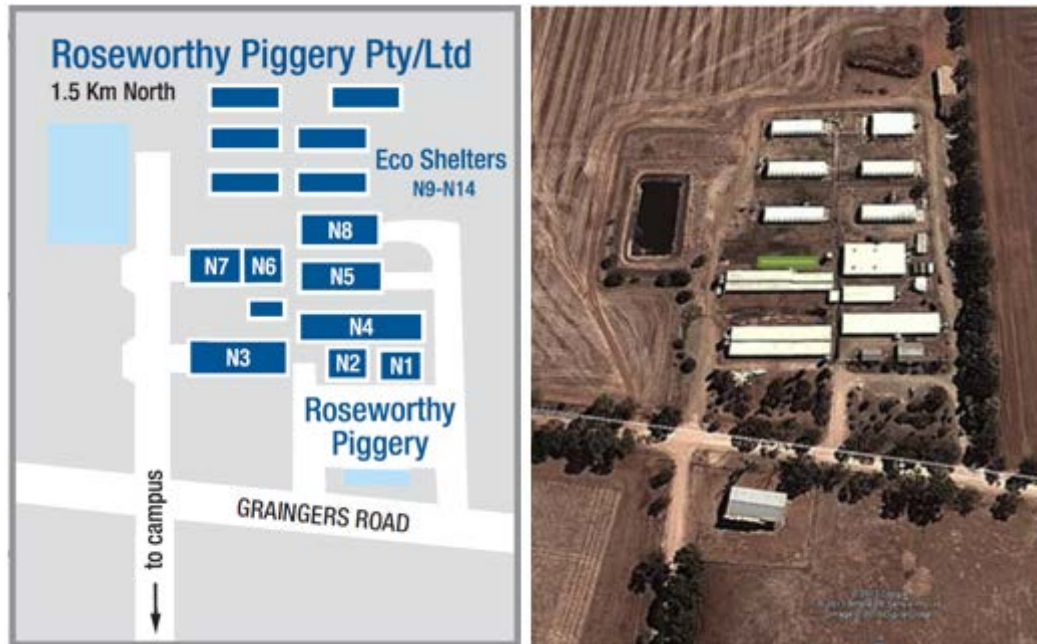 Roseworthy Piggery Pty/Ltd
1.5 Km North
Eco Shelters
N9-N14
N8
N7
N6
N5
N4
N3
N2
N1
Roseworthy
Piggery
GRAINGERS ROAD
to campus